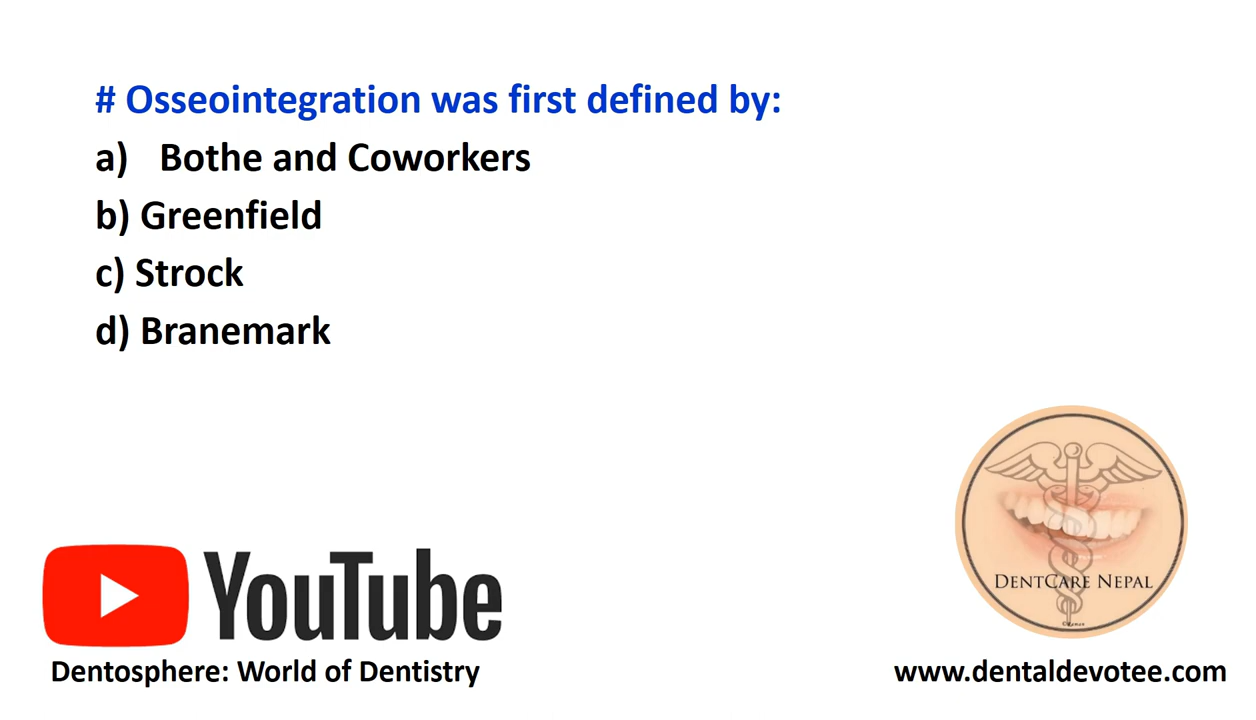 # Osseointegration was first defined by:
a) Bothe and Coworkers
b) Greenfield
c) Strock
d) Branemark
DENTCARE NEPAL
YouTube
Dentosphere: World of Dentistry
www.dentaldevotee.com